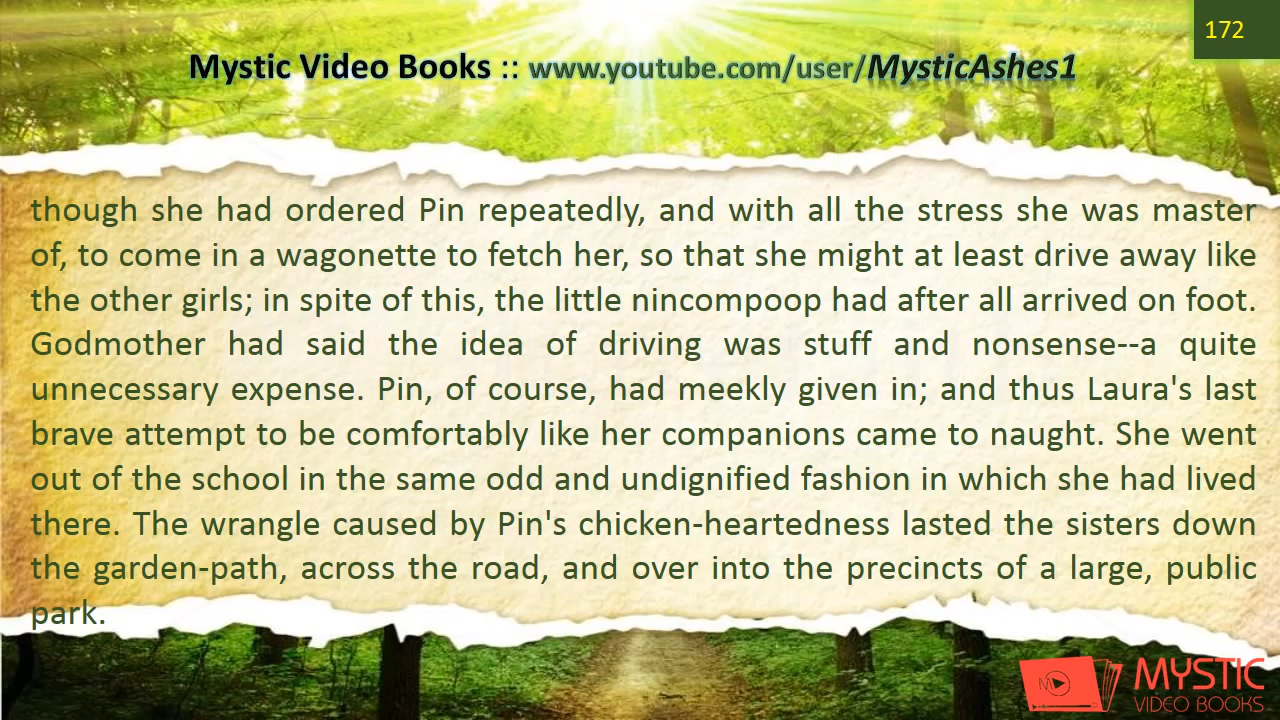 172
Mystic Video Books :: www.youtube.com/user/MysticAshes1
though she had ordered Pin repeatedly, and with all the stress she was master
of, to come in a wagonette to fetch her, so that she might at least drive away like
the other girls; in spite of this, the little nincompoop had after all arrived on foot.
Godmother had said the idea of driving was stuff and nonsense--a quite
unnecessary expense. Pin, of course, had meekly given in; and thus Laura's last
brave attempt to be comfortably like her companions came to naught. She went
out of the school in the same odd and undignified fashion in which she had lived
there. The wrangle caused by Pin's chicken-heartedness lasted the sisters down
the garden-path, across the road, and over into the precincts of a large, public
park.
MYSTIC
VIDEO BOOKS